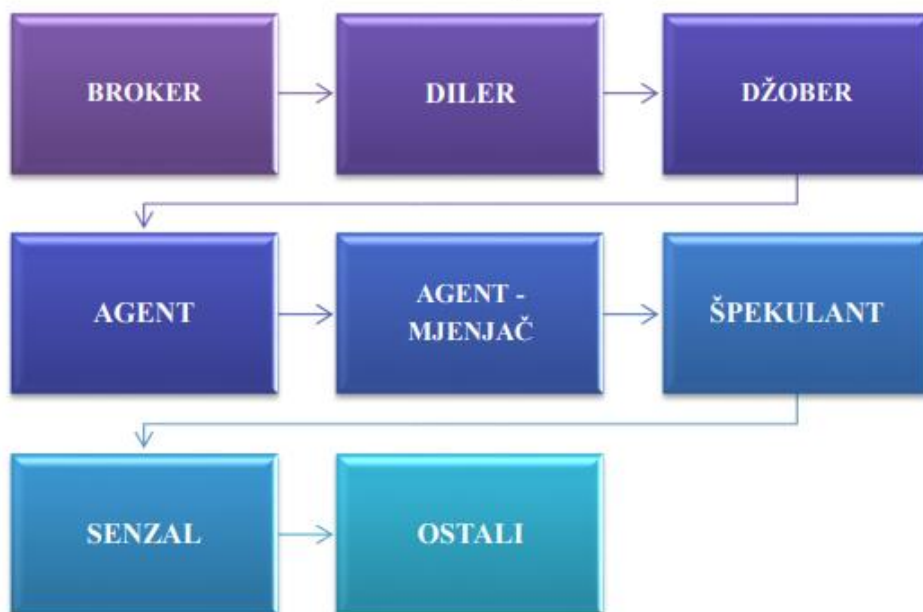 BROKER
DILER
DŽOBER
AGENT
AGENT -
MJENJAČ
ŠPEKULANT
SENZAL
OSTALI